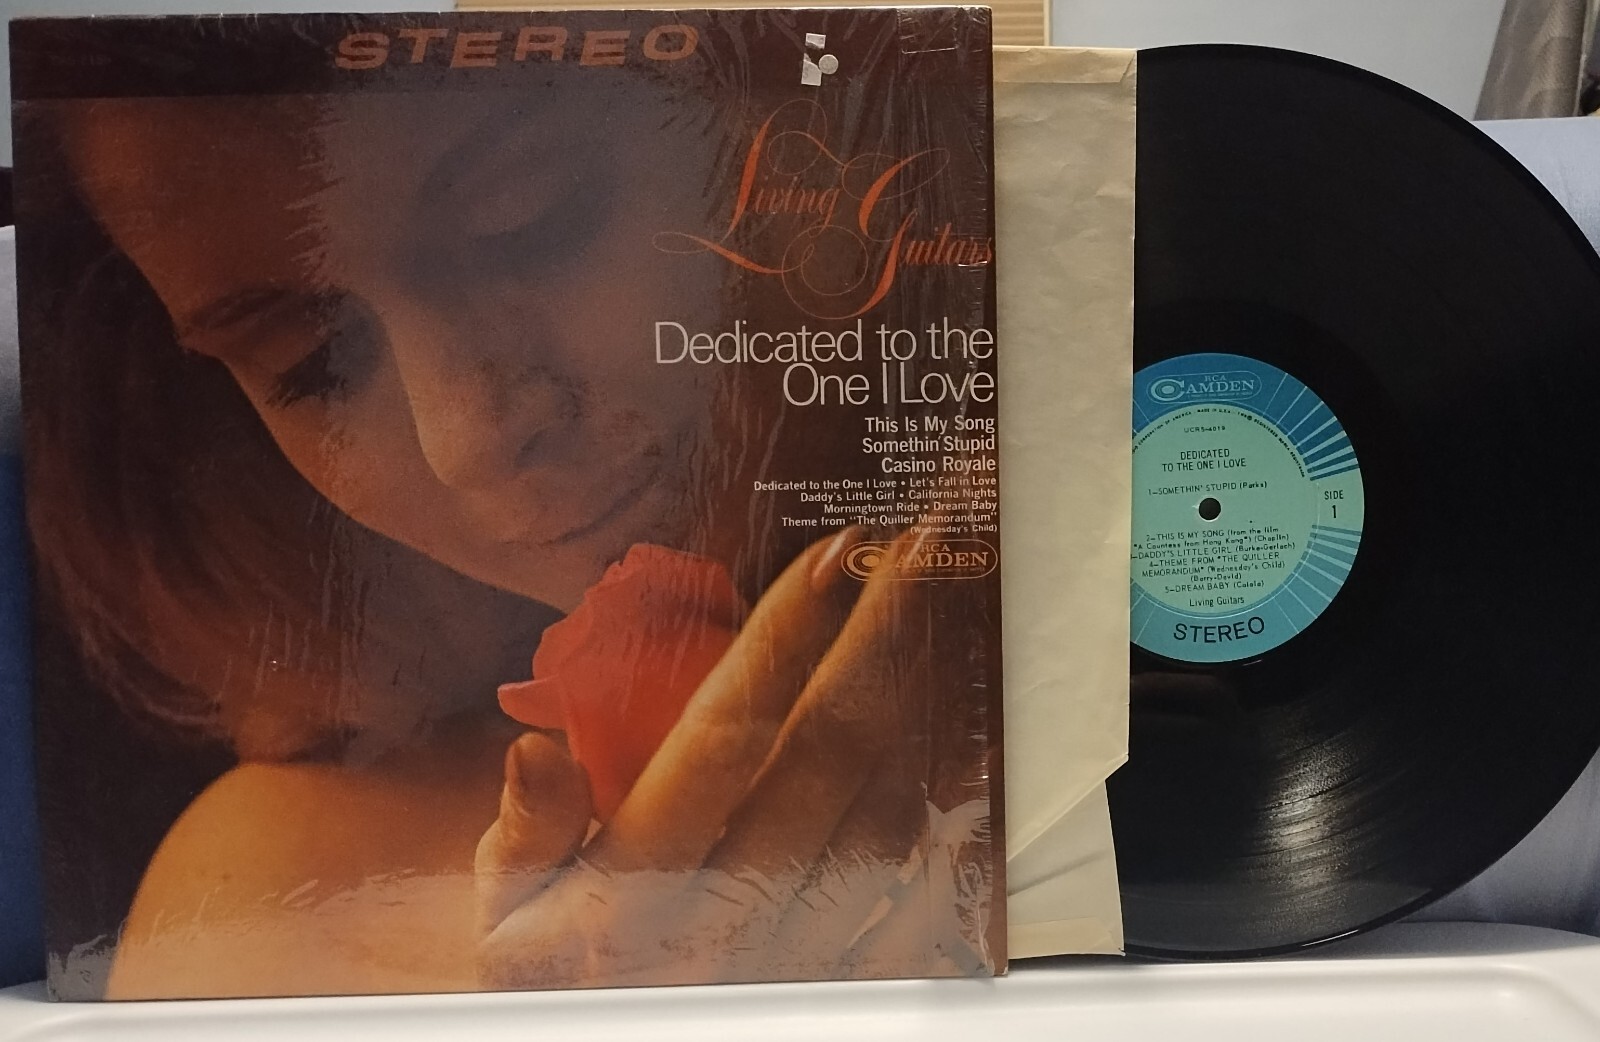 STEREO
Living Guitars
Dedicated to the
One I Love
This Is My Song
Somethin' Stupid
Casino Royale
Dedicated to the One I Love • Let's Fall in Love
Daddy's Little Girl • California Nights
Morningtown Ride • Dream Baby
Theme from "The Quiller Memorandum"
(Wednesday's Child)
RCA
CAMDEN
RCA
CAMDEN
UCRS-4019
DEDICATED
TO THE ONE I LOVE
1-SOMETHIN' STUPID (Parks)
SIDE
1
2-THIS IS MY SONG (from the film
"A Countess from Hong Kong") (Chaplin)
-DADDY'S LITTLE GIRL (Burke-Gerlach)
4-THEME FROM "THE QUILLER
MEMORANDUM" (Wednesday's Child)
(Barry-David)
5-DREAM BABY (Calala)
Living Guitars
STEREO